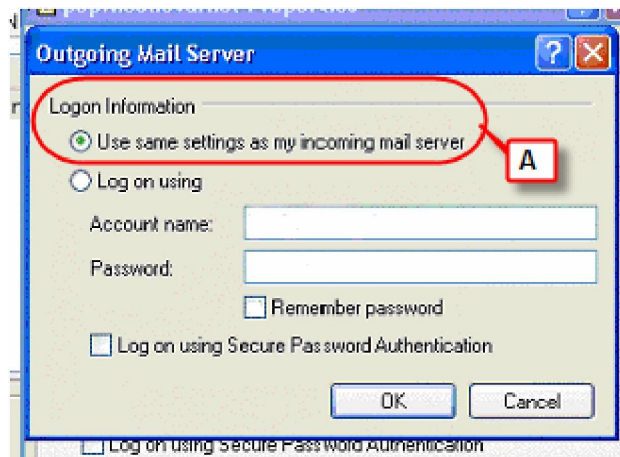 Outgoing Mail Server
Logon Information
Use same settings as my incoming mail server
A
Log on using
Account name:
Password:
Remember password
Log on using Secure Password Authentication
OK Cancel
Log on using Secure Password Authentication